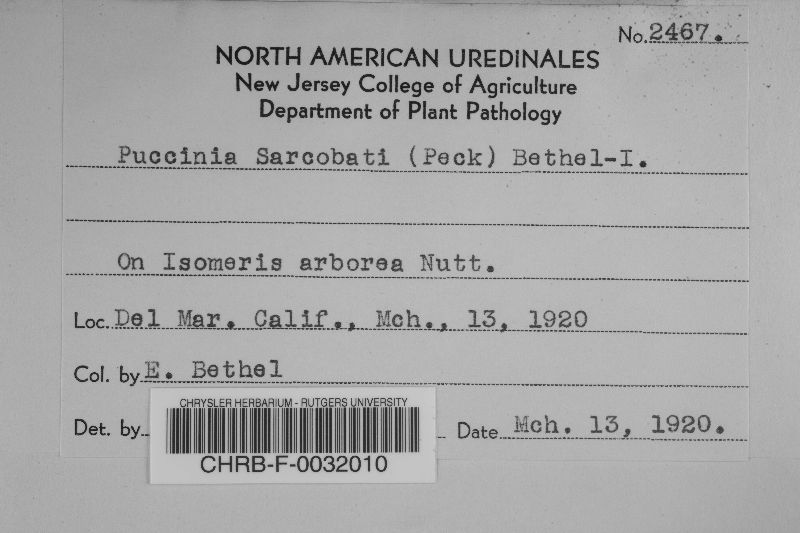 No. 2467.
NORTH AMERICAN UREDINALES
New Jersey College of Agriculture
Department of Plant Pathology
Puccinia Sarcobati (Peck) Bethel-I.
On Isomeris arborea Nutt.
Loc. Del Mar. Calif., Mch., 13, 1920
Col. by E. Bethel
Det. by Date Mch. 13, 1920.
CHRYSLER HERBARIUM - RUTGERS UNIVERSITY
CHRB-F-0032010